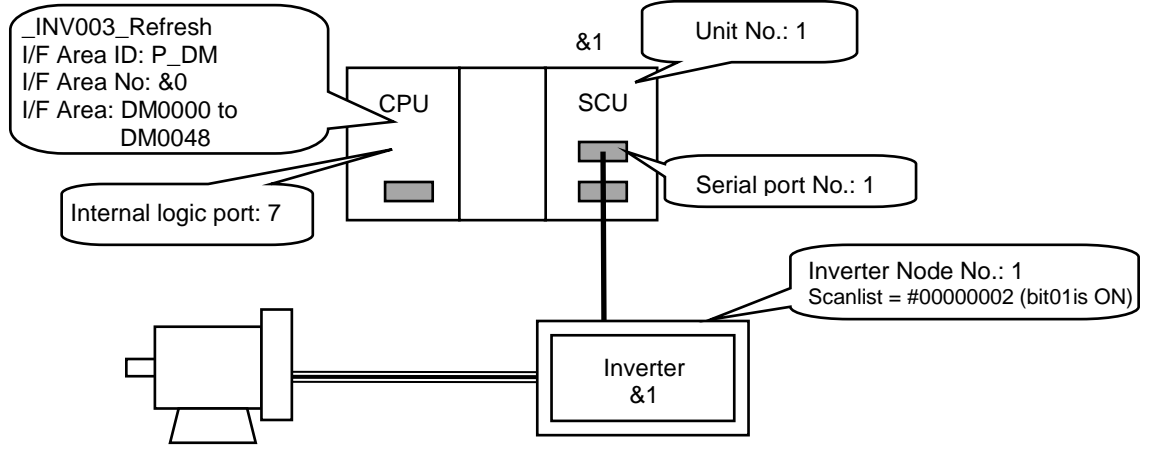 _INV003_Refresh
I/F Area ID: P_DM
I/F Area No: &0
I/F Area: DM0000 to
DM0048
&1
Unit No.: 1
CPU
SCU
Serial port No.: 1
Internal logic port: 7
Inverter Node No.: 1
Scanlist = #00000002 (bit01is ON)
Inverter
&1